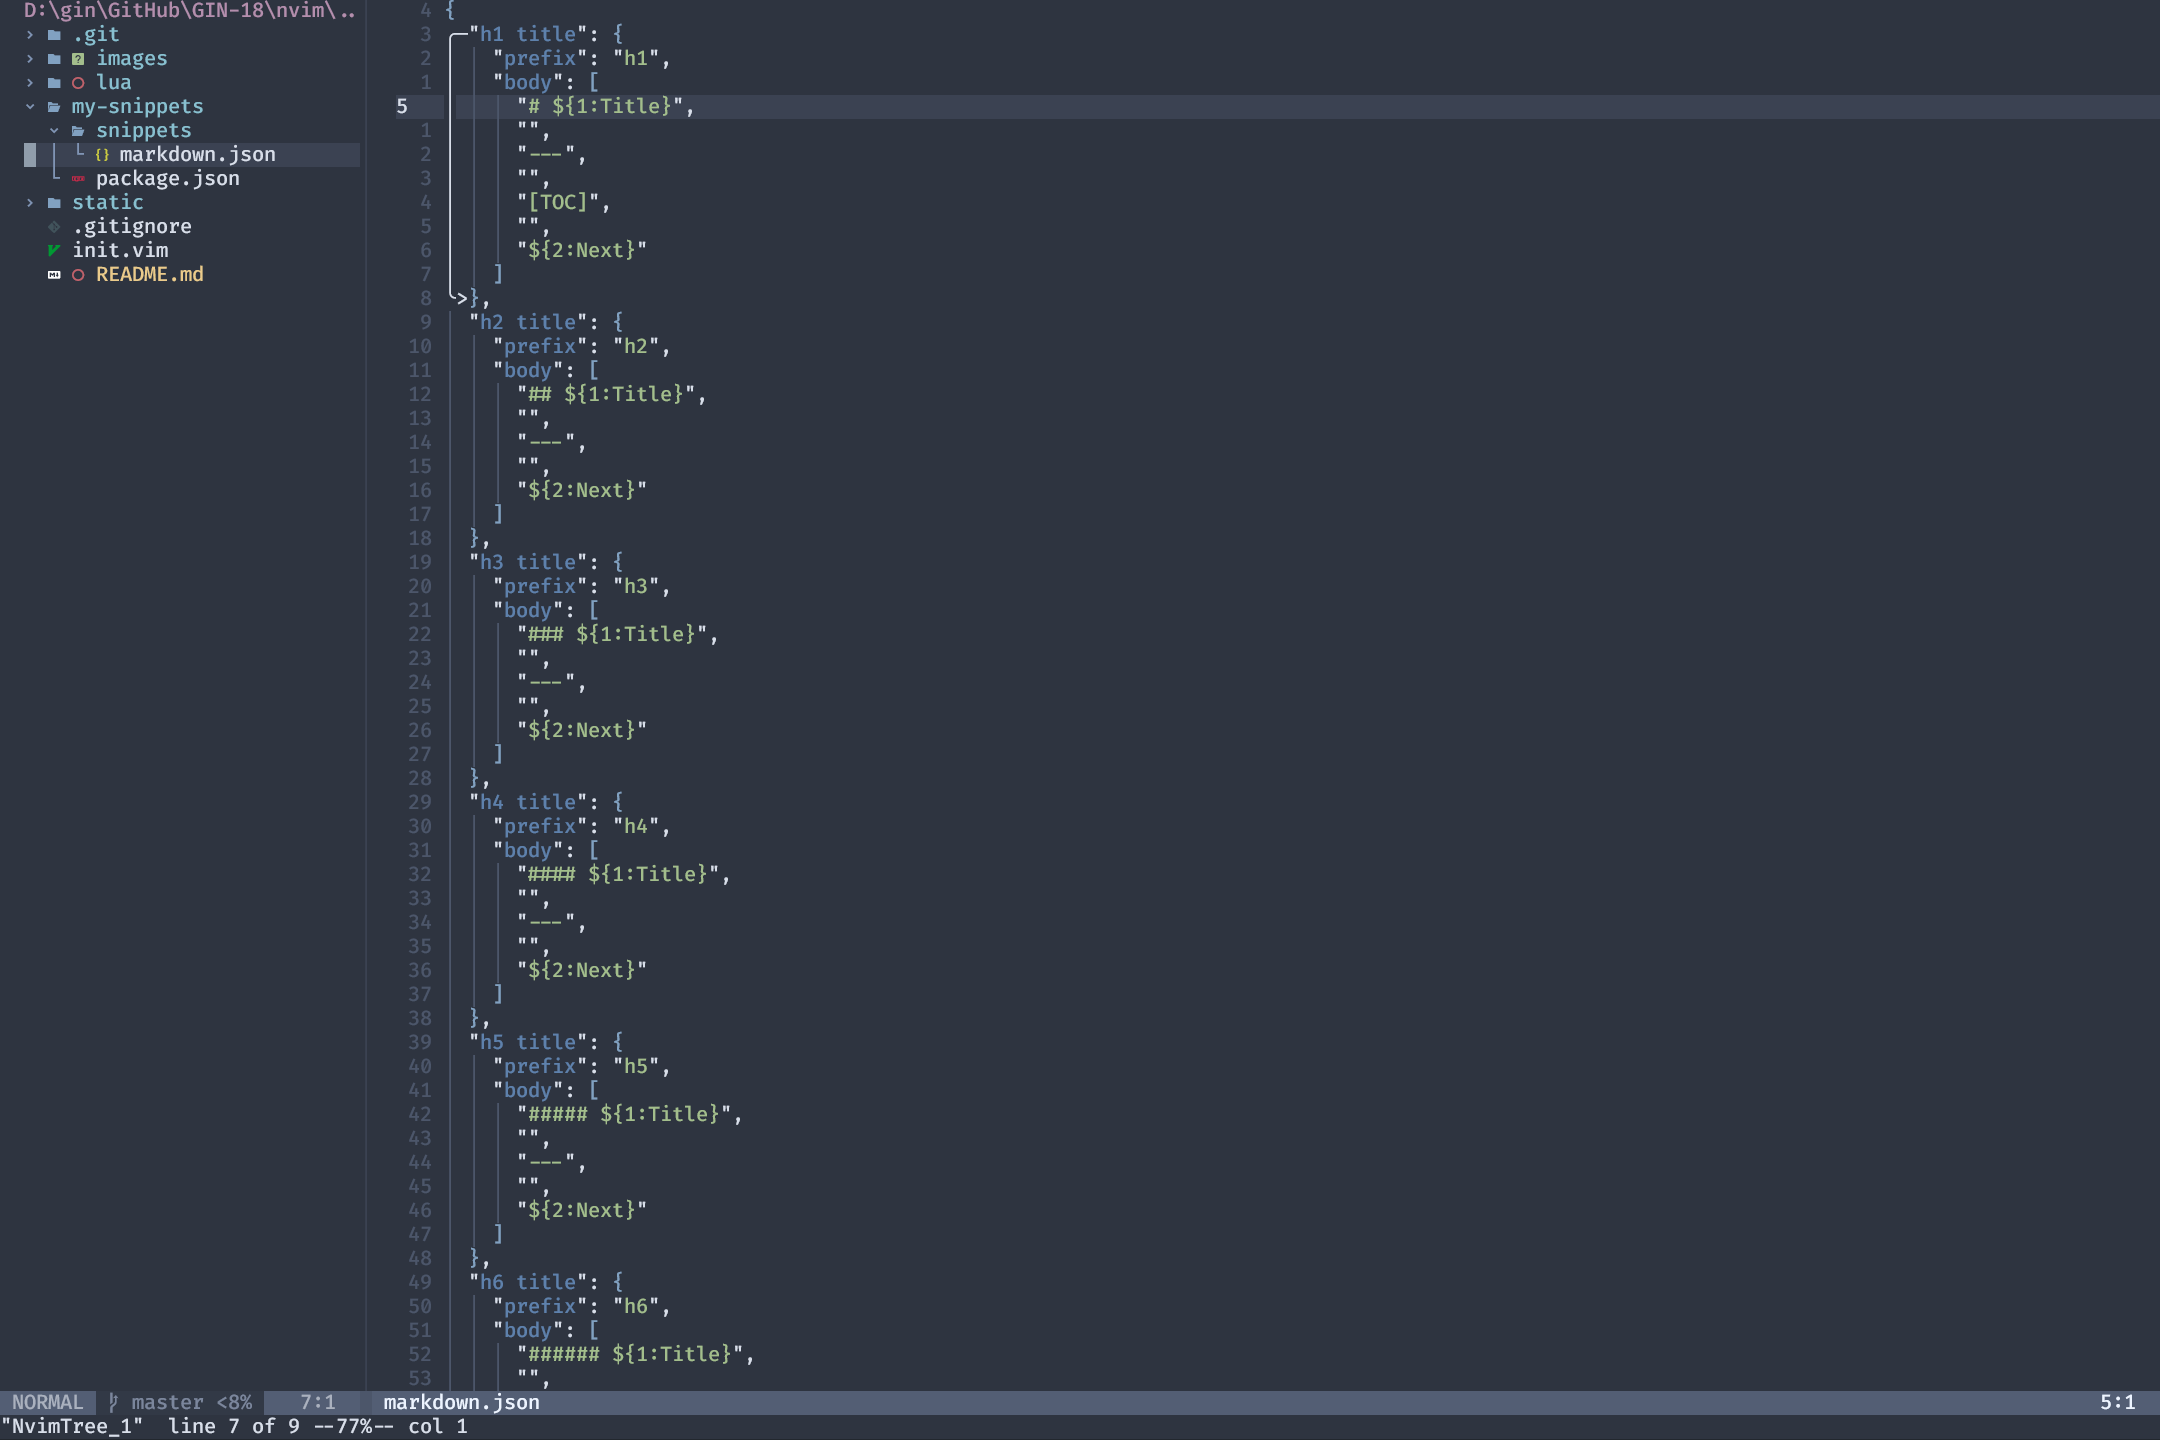 D:\gin\GitHub\GIN-18\nvim\..
.git
images
lua
my-snippets
snippets
markdown.json
package.json
static
.gitignore
init.vim
README.md
4 {
3 "h1 title": {
2 "prefix": "h1",
1 "body": [
5 "# ${1:Title}",
1 "",
2 "---",
3 "",
4 "[TOC]",
5 "",
6 "${2:Next}"
7 ]
8 },
9 "h2 title": {
10 "prefix": "h2",
11 "body": [
12 "## ${1:Title}",
13 "",
14 "---",
15 "",
16 "${2:Next}"
17 ]
18 },
19 "h3 title": {
20 "prefix": "h3",
21 "body": [
22 "### ${1:Title}",
23 "",
24 "---",
25 "",
26 "${2:Next}"
27 ]
28 },
29 "h4 title": {
30 "prefix": "h4",
31 "body": [
32 "#### ${1:Title}",
33 "",
34 "---",
35 "",
36 "${2:Next}"
37 ]
38 },
39 "h5 title": {
40 "prefix": "h5",
41 "body": [
42 "##### ${1:Title}",
43 "",
44 "---",
45 "",
46 "${2:Next}"
47 ]
48 },
49 "h6 title": {
50 "prefix": "h6",
51 "body": [
52 "###### ${1:Title}",
53 "",
NORMAL master <8% 7:1 markdown.json 5:1
"NvimTree_1" line 7 of 9 --77%-- col 1